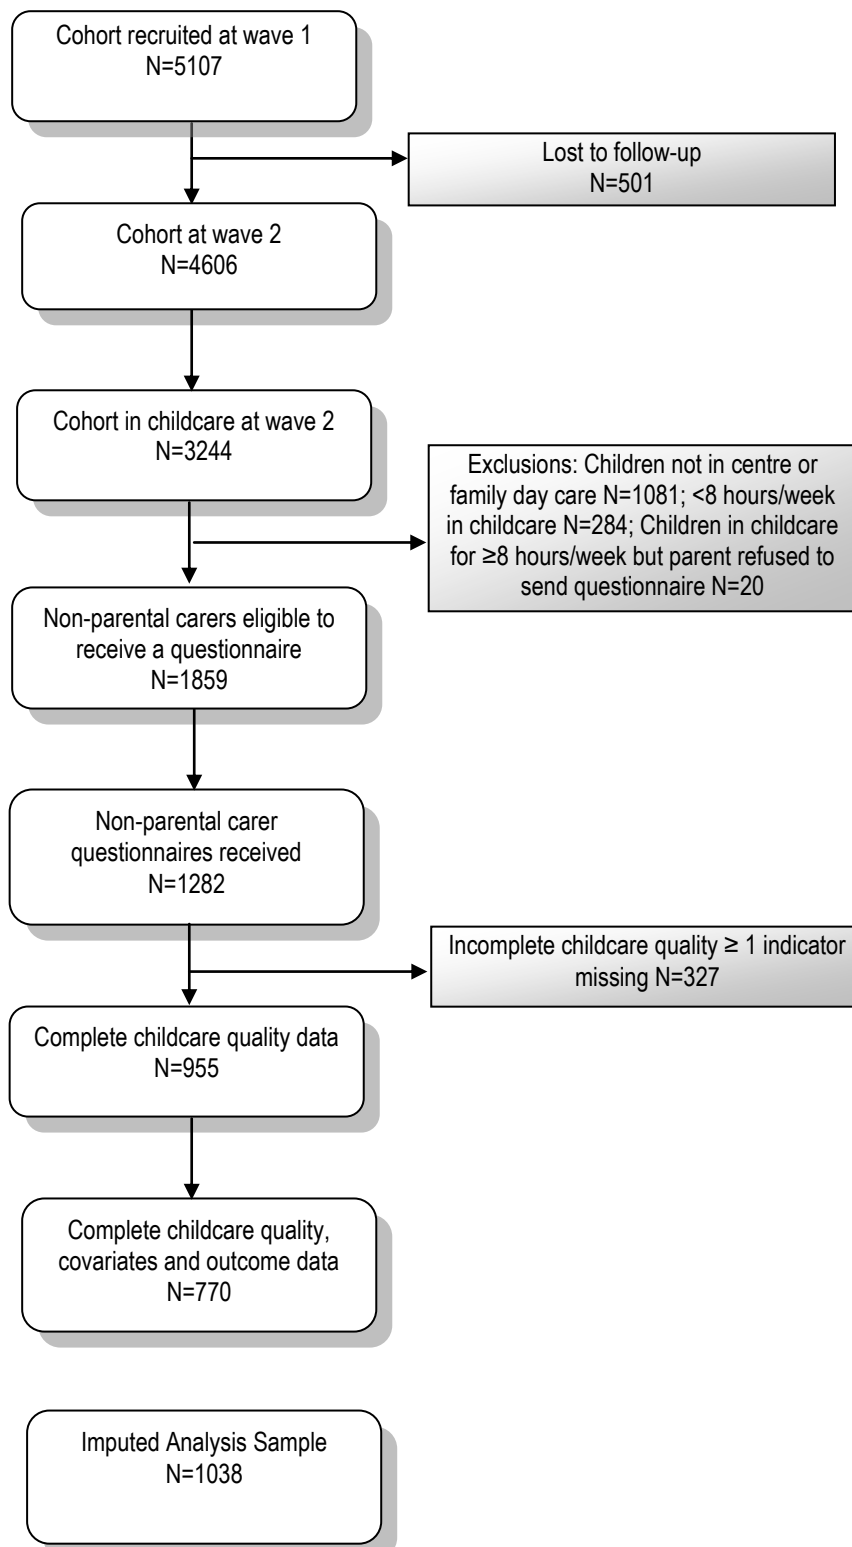 Cohort recruited at wave 1
N=5107
Lost to follow-up
N=501
Cohort at wave 2
N=4606
Cohort in childcare at wave 2
N=3244
Exclusions: Children not in centre or
family day care N=1081; <8 hours/week
in childcare N=284; Children in childcare
for ≥8 hours/week but parent refused to
send questionnaire N=20
Non-parental carers eligible to
receive a questionnaire
N=1859
Non-parental carer
questionnaires received
N=1282
Incomplete childcare quality ≥ 1 indicator
missing N=327
Complete childcare quality data
N=955
Complete childcare quality,
covariates and outcome data
N=770
Imputed Analysis Sample
N=1038